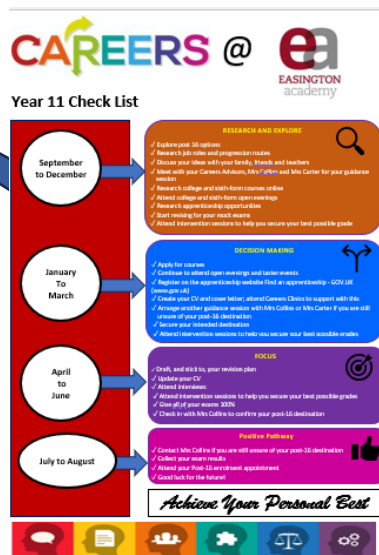 CAREERS @ ea
EASINGTON
academy
Year 11 Check List
September
to December
RESEARCH AND EXPLORE
✓ Explore post 16 options
✓ Research job roles and progression routes
✓ Discuss your ideas with your family, friends and teachers
✓ Meet with your Careers Advisors, Mrs Collins and Mrs Carter for your guidance
session
✓ Research college and sixth-form courses online
✓ Attend college and sixth-form open evenings
✓ Research apprenticeship opportunities
✓ Start revising for your mock exams
✓ Attend intervention sessions to help you secure your best possible grade
January
To
March
DECISION MAKING
✓ Apply for courses
✓ Continue to attend open evenings and taster events
✓ Register on the apprenticeship website Find an apprenticeship - GOV.UK
(www.gov.uk)
✓ Create your CV and cover letter; attend Careers Clinics to support with this
✓ Arrange another guidance session with Mrs Collins or Mrs Carter if you are still
unsure of your post-16 destination
✓ Secure your intended destination
✓ Attend intervention sessions to help you secure your best possible grades
April
to
June
FOCUS
✓ Draft, and stick to, your revision plan
✓ Update your CV
✓ Attend interviews
✓ Attend intervention sessions to help you secure your best possible grades
✓ Give all of your exams 100%
✓ Check in with Mrs Collins to confirm your post-16 destination
July to August
Positive Pathway
✓ Contact Mrs Collins if you are still unsure of your post-16 destination
✓ Collect your exam results
✓ Attend your Post-16 enrolment appointment
✓ Good luck for the future!
Achieve Your Personal Best